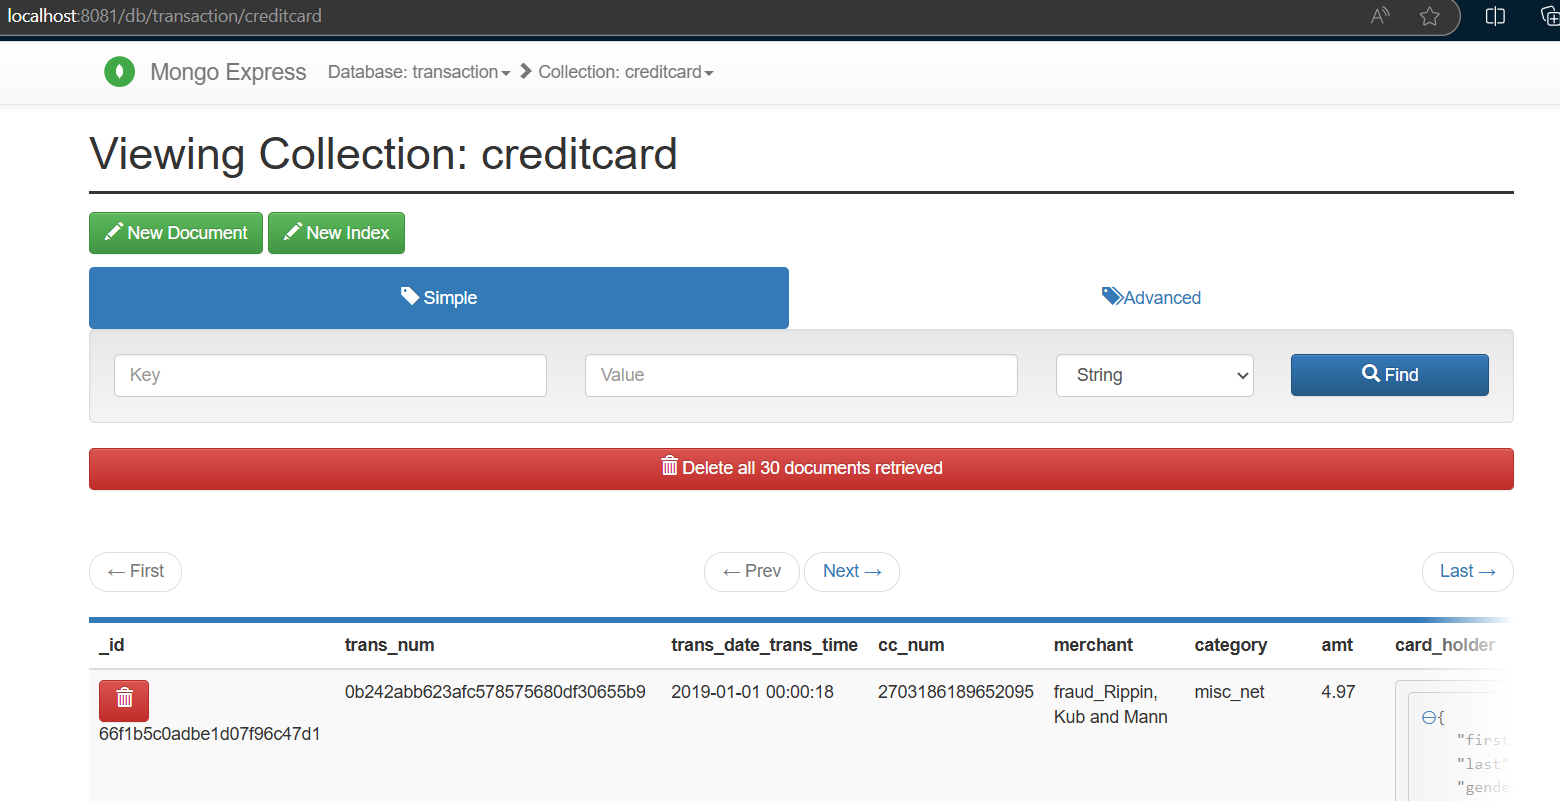 localhost:8081/db/transaction/creditcard
Mongo Express Database: transaction Collection: creditcard
Viewing Collection: creditcard
New Document New Index
Simple Advanced
Key Value String Find
Delete all 30 documents retrieved
← First ← Prev Next → Last →
_id trans_num trans_date_trans_time cc_num merchant category amt card_holder
0b242abb623afc578575680df30655b9 2019-01-01 00:00:18 2703186189652095 fraud_Rippin, misc_net 4.97
Kub and Mann
66f1b5c0adbe1d07f96c47d1
{
"first
"last"
"gende